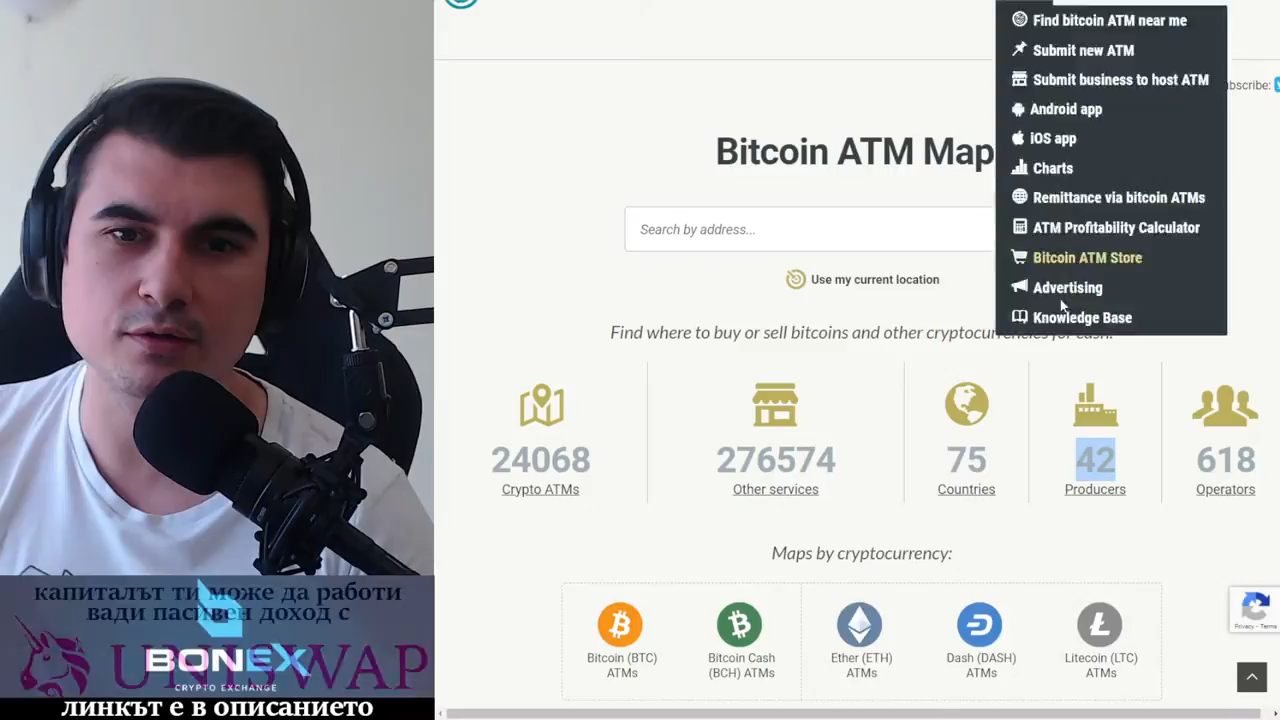 Find bitcoin ATM near me
Submit new ATM
Submit business to host ATM
Android app
iOS app
Charts
Remittance via bitcoin ATMs
ATM Profitability Calculator
Bitcoin ATM Store
Advertising
Knowledge Base
bscribe:
Bitcoin ATM Map
Search by address...
Use my current location
Find where to buy or sell bitcoins and other cryptocurrencies for cash.
24068
Crypto ATMs
276574
Other services
75
Countries
42
Producers
618
Operators
Maps by cryptocurrency:
Bitcoin (BTC)
ATMs
Bitcoin Cash
(BCH) ATMs
Ether (ETH)
ATMs
Dash (DASH)
ATMs
Litecoin (LTC)
ATMs
Privacy - Terms
капиталът ти може да работи
вади пасивен доход с
UNISWAP
BONEX
CRYPTO EXCHANGE
линкът е в описанието